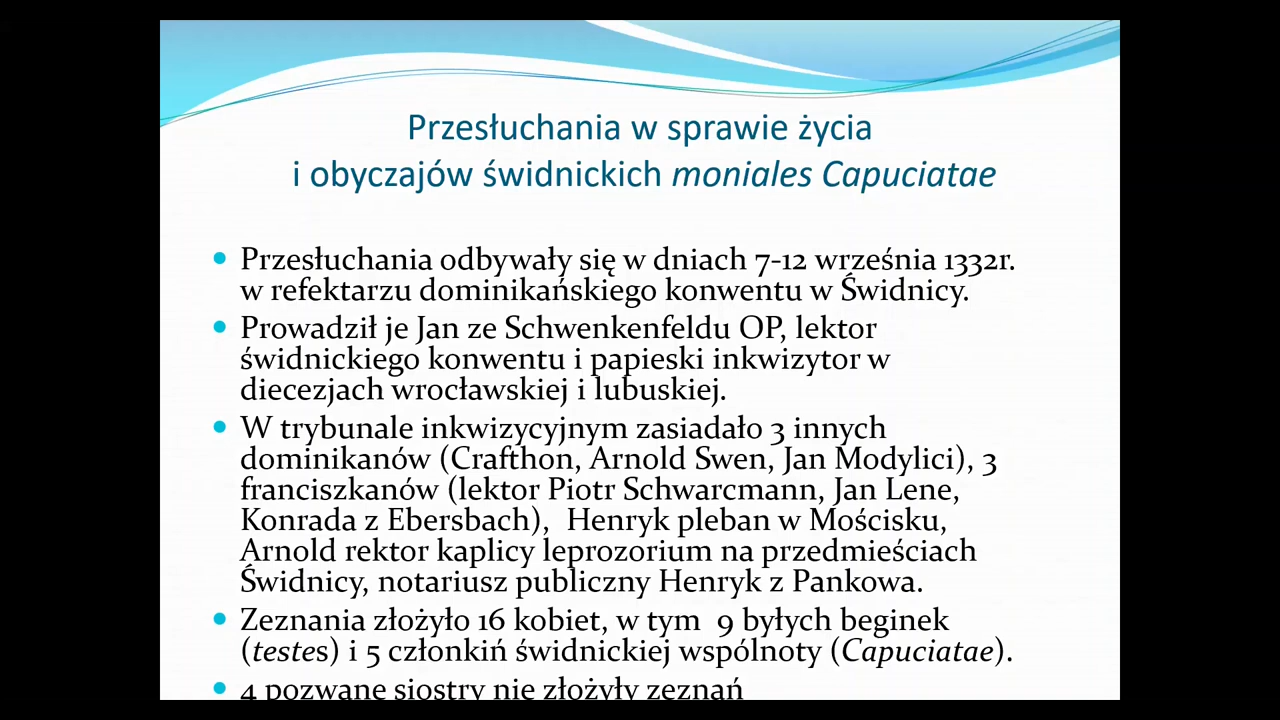 Przesłuchania w sprawie życia
i obyczajów świdnickich moniales Capuciatae
• Przesłuchania odbywały się w dniach 7-12 września 1332r.
w refektarzu dominikańskiego konwentu w Świdnicy.
• Prowadził je Jan ze Schwenkenfeldu OP, lektor
świdnickiego konwentu i papieski inkwizytor w
diecezjach wrocławskiej i lubuskiej.
• W trybunale inkwizycyjnym zasiadało 3 innych
dominikanów (Crafthon, Arnold Swen, Jan Modylici), 3
franciszkanów (lektor Piotr Schwarcmann, Jan Lene,
Konrada z Ebersbach),  Henryk pleban w Mościsku,
Arnold rektor kaplicy leprozorium na przedmieściach
Świdnicy, notariusz publiczny Henryk z Pankowa.
• Zeznania złożyło 16 kobiet, w tym  9 byłych beginek
(testes) i 5 członkiń świdnickiej wspólnoty (Capuciatae).
• 4 pozwane siostry nie złożyły zeznań